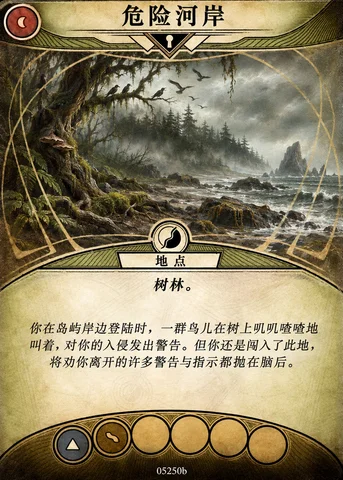 危险河岸
地点
树林。
你在岛屿岸边登陆时，一群鸟儿在树上叽叽喳喳地
叫着，对你的入侵发出警告。但你还是闯入了此地，
将劝你离开的许多警告与指示都抛在脑后。
05250b